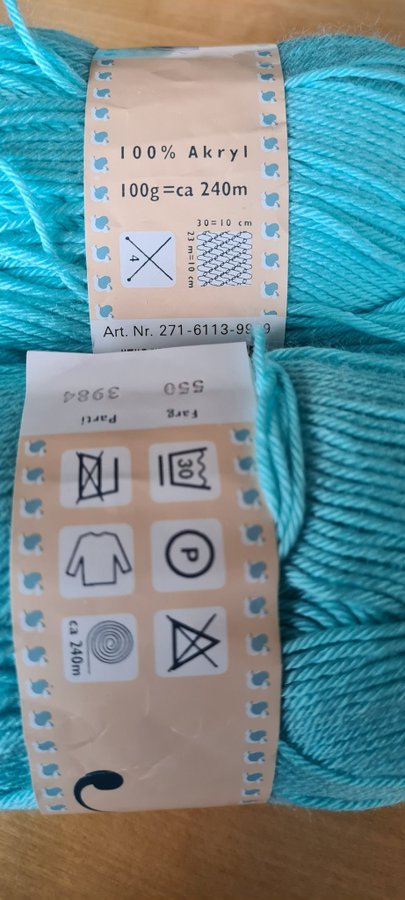 100% Akryl
100g=ca 240m
30=10 cm
23 m=10 cm
4
Art. Nr. 271-6113-99
Färg Parti
550 3984
30
P
ca 240m